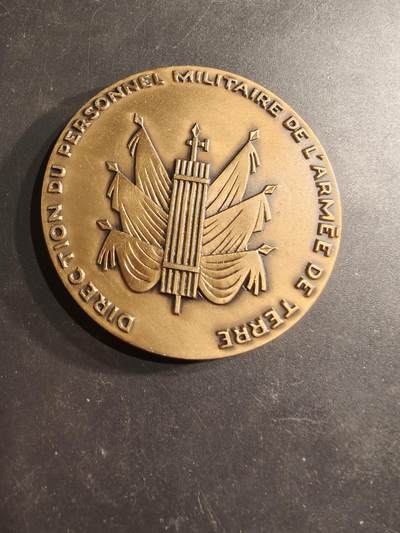 DIRECTION DU PERSONNEL MILITAIRE DE L'ARMÉE DE TERRE